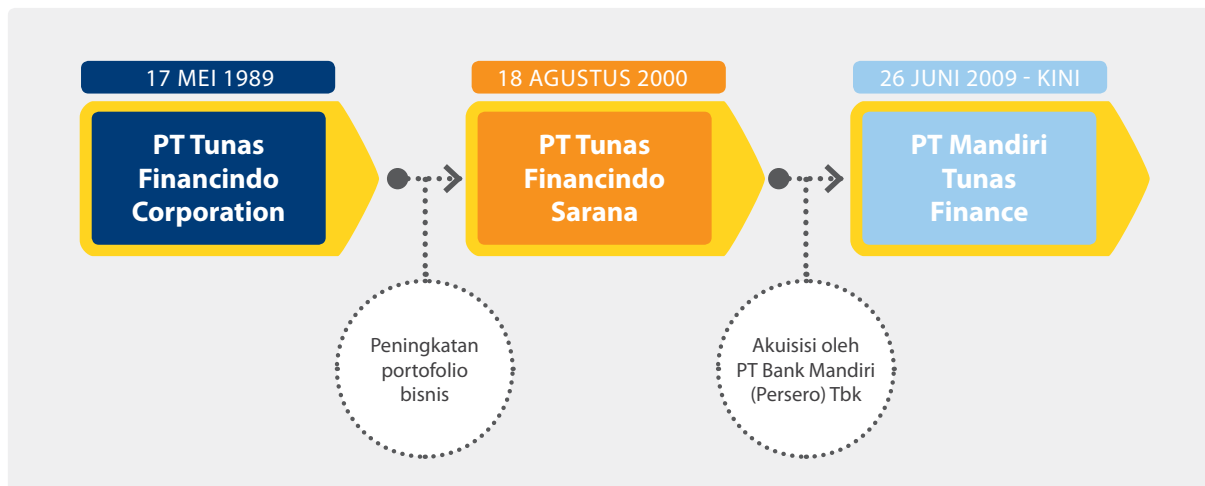 17 MEI 1989
PT Tunas
Financindo
Corporation
Peningkatan
portofolio
bisnis
18 AGUSTUS 2000
PT Tunas
Financindo
Sarana
Akuisisi oleh
PT Bank Mandiri
(Persero) Tbk
26 JUNI 2009 - KINI
PT Mandiri
Tunas
Finance